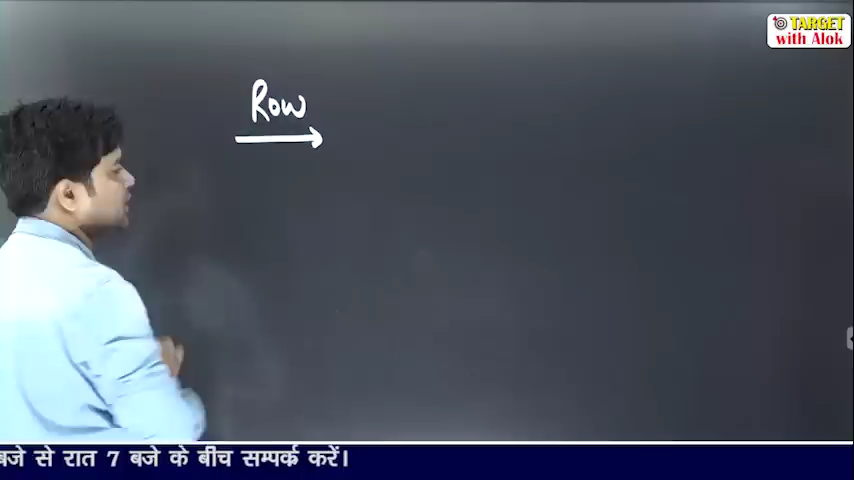 TARGET
with Alok
Row
बजे से रात 7 बजे के बीच सम्पर्क करें।